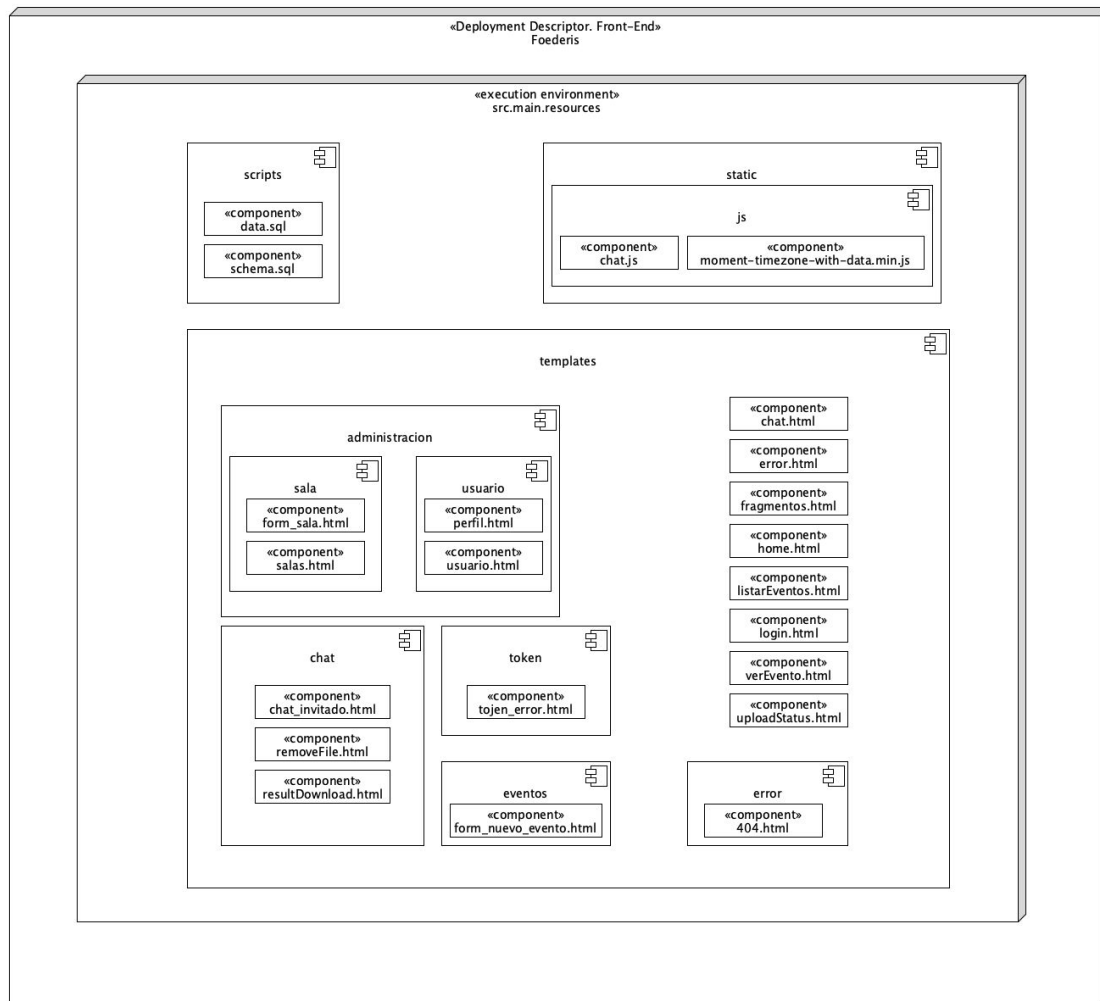 «Deployment Descriptor. Front-End»
Foederis
«execution environment»
src.main.resources
scripts
«component»
data.sql
«component»
schema.sql
static
js
«component»
chat.js
«component»
moment-timezone-with-data.min.js
templates
administracion
sala
«component»
form_sala.html
«component»
salas.html
usuario
«component»
perfil.html
«component»
usuario.html
«component»
chat.html
«component»
error.html
«component»
fragmentos.html
«component»
home.html
«component»
listarEventos.html
«component»
login.html
«component»
verEvento.html
«component»
uploadStatus.html
chat
«component»
chat_invitado.html
«component»
removeFile.html
«component»
resultDownload.html
token
«component»
tojen_error.html
eventos
«component»
form_nuevo_evento.html
error
«component»
404.html